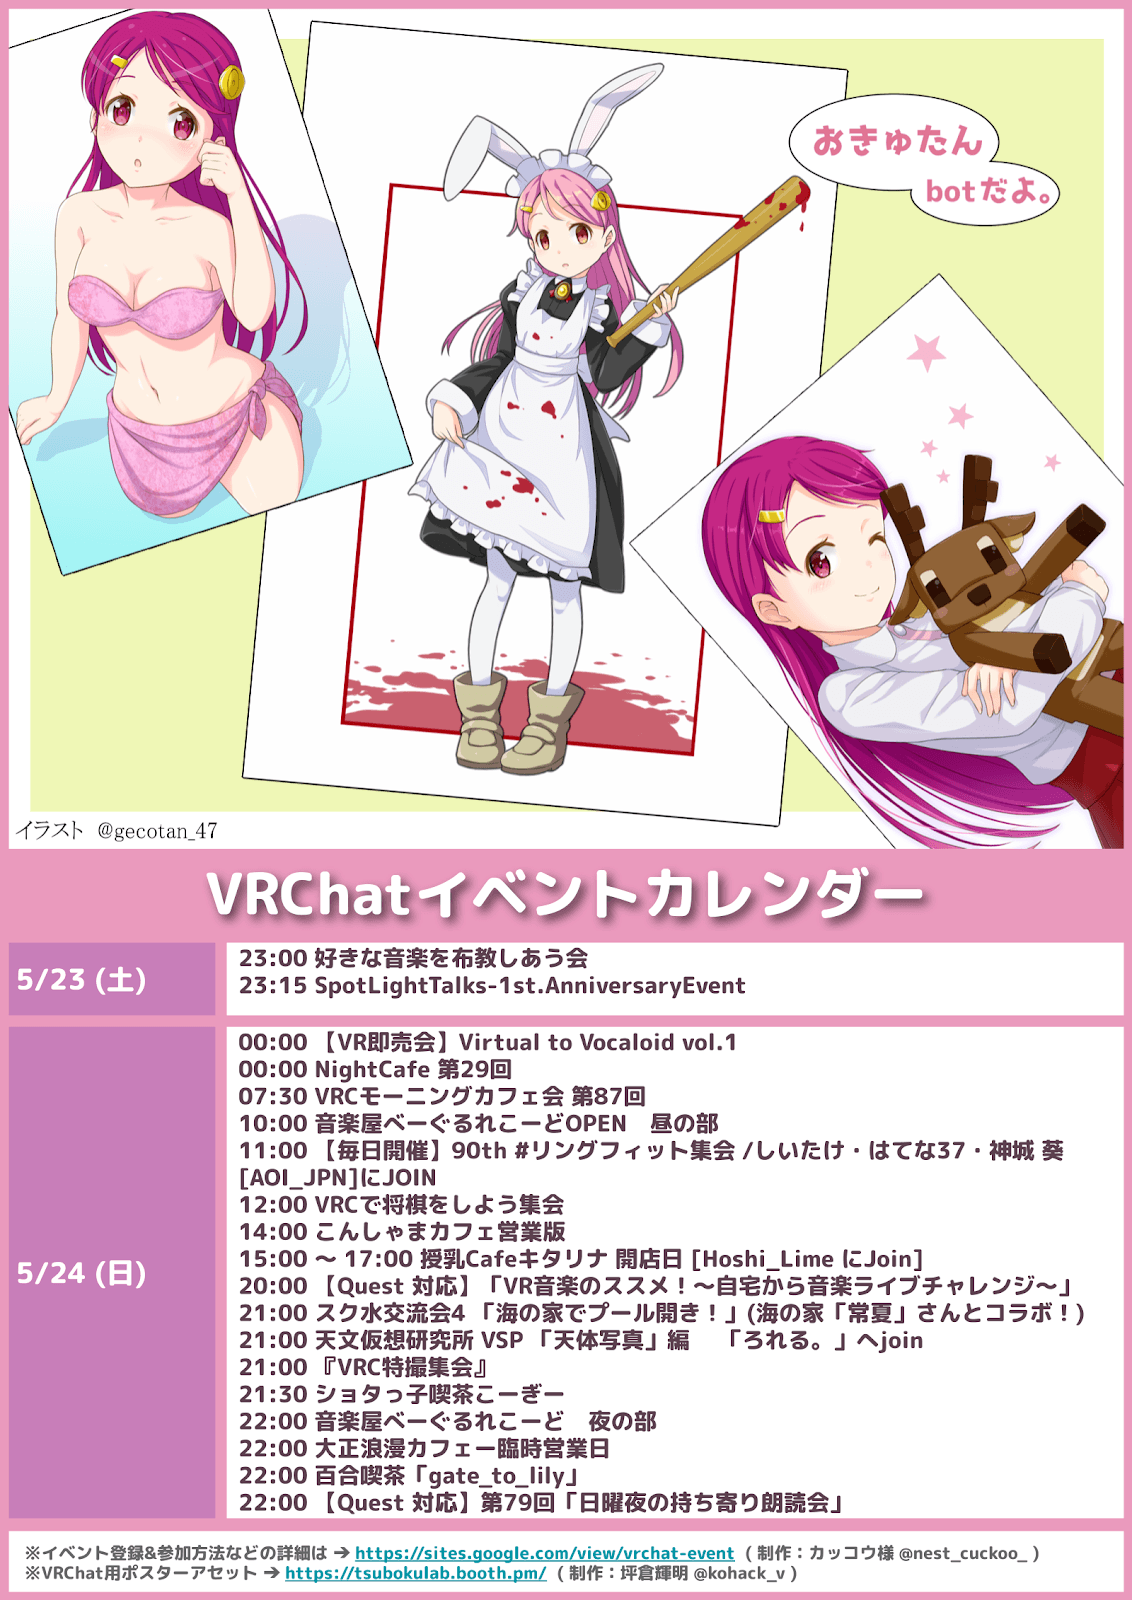 おきゅたん
botだよ。
イラスト @gecotan_47
VRChatイベントカレンダー
5/23 (土)
23:00 好きな音楽を布教しあう会
23:15 SpotLightTalks-1st.AnniversaryEvent
5/24 (日)
00:00 【VR即売会】Virtual to Vocaloid vol.1
00:00 NightCafe 第29回
07:30 VRCモーニングカフェ会 第87回
10:00 音楽屋べーぐるれこーどOPEN　昼の部
11:00 【毎日開催】90th #リングフィット集会 /しいたけ・はてな37・神城 葵
[AOI_JPN]にJOIN
12:00 VRCで将棋をしよう集会
14:00 こんしゃまカフェ営業版
15:00 〜 17:00 授乳Cafeキタリナ 開店日 [Hoshi_Lime にJoin]
20:00 【Quest 対応】「VR音楽のススメ！〜自宅から音楽ライブチャレンジ〜」
21:00 スク水交流会4 「海の家でプール開き！」(海の家「常夏」さんとコラボ！)
21:00 天文仮想研究所 VSP 「天体写真」編　「ろれる。」へjoin
21:00 『VRC特撮集会』
21:30 ショタっ子喫茶こーぎー
22:00 音楽屋べーぐるれこーど　夜の部
22:00 大正浪漫カフェー臨時営業日
22:00 百合喫茶「gate_to_lily」
22:00 【Quest 対応】第79回「日曜夜の持ち寄り朗読会」
※イベント登録&参加方法などの詳細は → https://sites.google.com/view/vrchat-event （制作：カッコウ様 @nest_cuckoo_ )
※VRChat用ポスターアセット → https://tsubokulab.booth.pm/ （制作：坪倉輝明 @kohack_v )